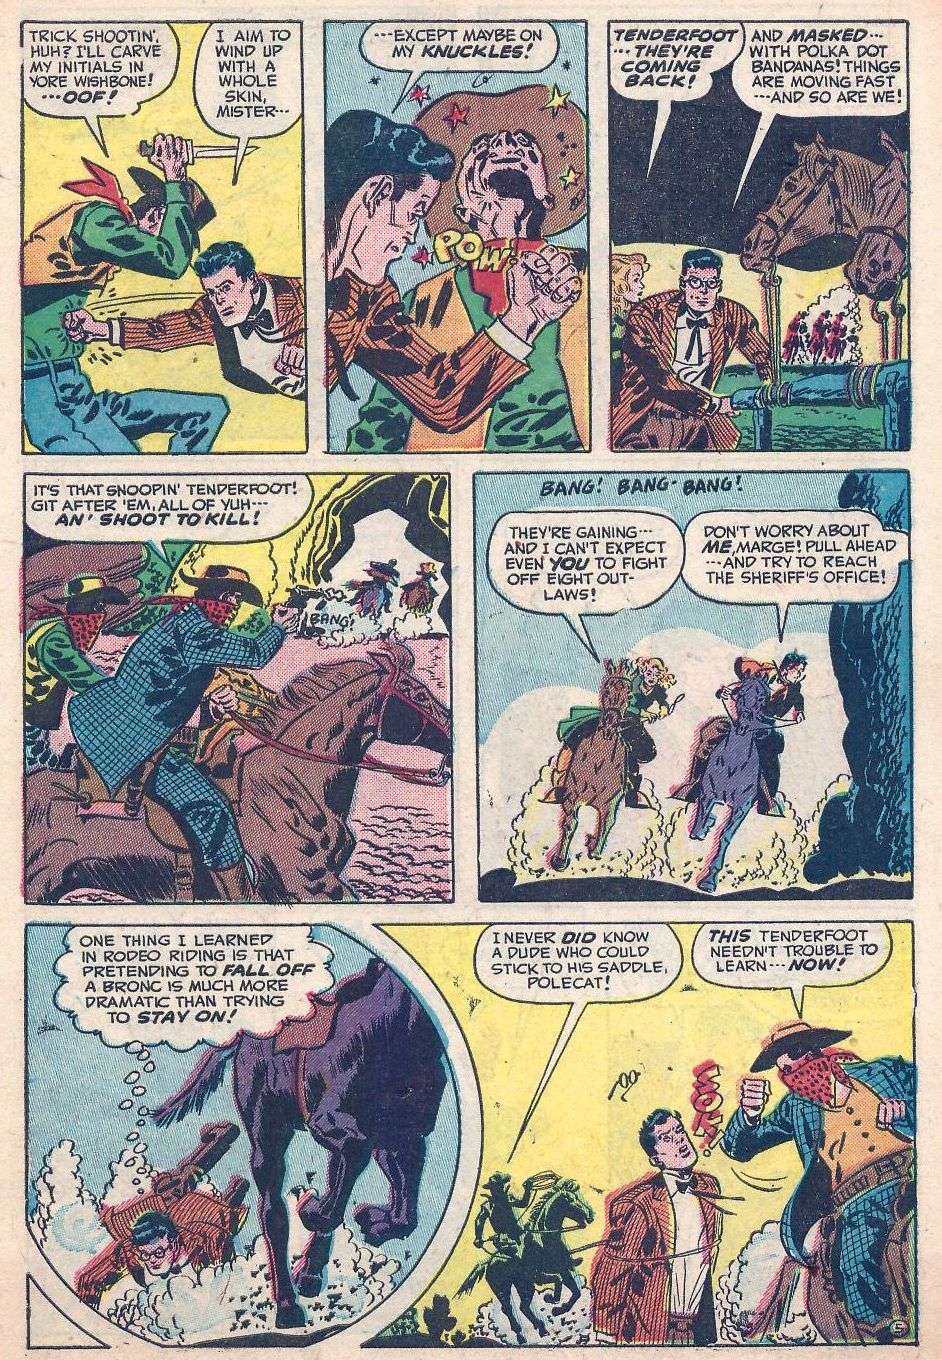 TRICK SHOOTIN',
HUH? I'LL CARVE
MY INITIALS IN
YORE WISHBONE!
---OOF!
I AIM TO
WIND UP
WITH A
WHOLE
SKIN,
MISTER---
---EXCEPT MAYBE ON
MY KNUCKLES!
POW!
TENDERFOOT
--- THEY'RE
COMING
BACK!
AND MASKED---
WITH POLKA DOT
BANDANAS! THINGS
ARE MOVING FAST
---AND SO ARE WE!
IT'S THAT SNOOPIN' TENDERFOOT!
GIT AFTER 'EM, ALL OF YUH---
AN' SHOOT TO KILL!
BANG!
BANG! BANG-BANG!
THEY'RE GAINING---
AND I CAN'T EXPECT
EVEN YOU TO FIGHT
OFF EIGHT OUT-
LAWS!
DON'T WORRY ABOUT
ME, MARGE! PULL AHEAD
---AND TRY TO REACH
THE SHERIFF'S OFFICE!
ONE THING I LEARNED
IN RODEO RIDING IS THAT
PRETENDING TO FALL OFF
A BRONC IS MUCH MORE
DRAMATIC THAN TRYING
TO STAY ON!
I NEVER DID KNOW
A DUDE WHO COULD
STICK TO HIS SADDLE,
POLECAT!
THIS TENDERFOOT
NEEDN'T TROUBLE TO
LEARN---NOW!
5